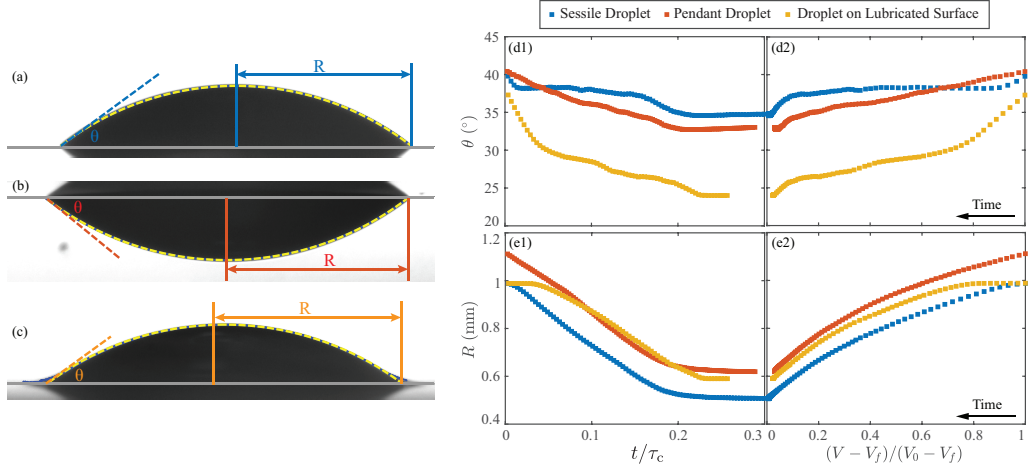 Sessile Droplet Pendant Droplet Droplet on Lubricated Surface
(a)
R
θ
(b)
θ
R
(c)
R
θ
(d1)
45
40
35
30
25
20
θ (°)
(d2)
Time
(e1)
1.2
1
0.8
0.6
0.4
R (mm)
0 0.1 0.2 0.3
t/τc
(e2)
Time
0 0.2 0.4 0.6 0.8 1
(V − Vf)/(V0 − Vf)